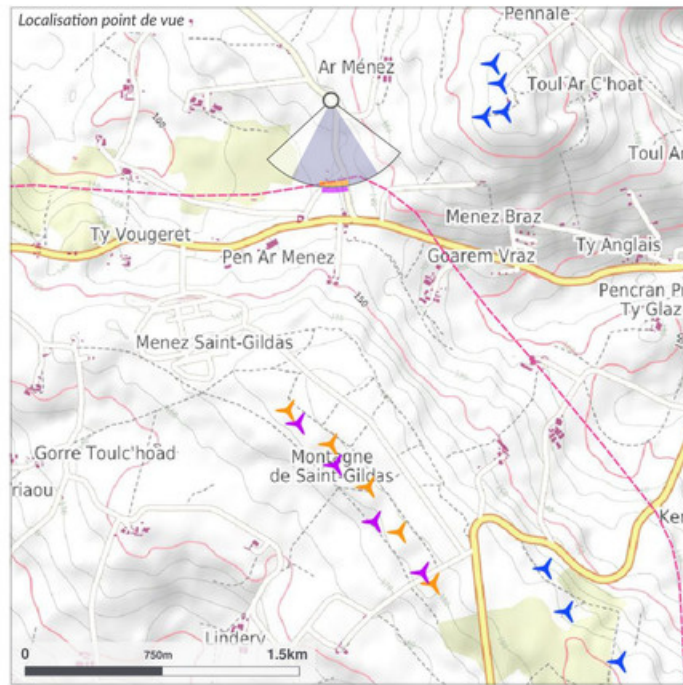 Localisation point de vue
Pennale
Ar Ménez
Toul Ar C'hoat
100
Toul Ar
Menez Braz
Ty Vougeret
Ty Anglais
Pen Ar Menez
Goarem Vraz
Pencran Pr
Ty Glaz
150
Menez Saint-Gildas
Gorre Toulc'hoad
Montagne
de Saint-Gildas
riaou
Ker
Lindery
0
750m
1.5km